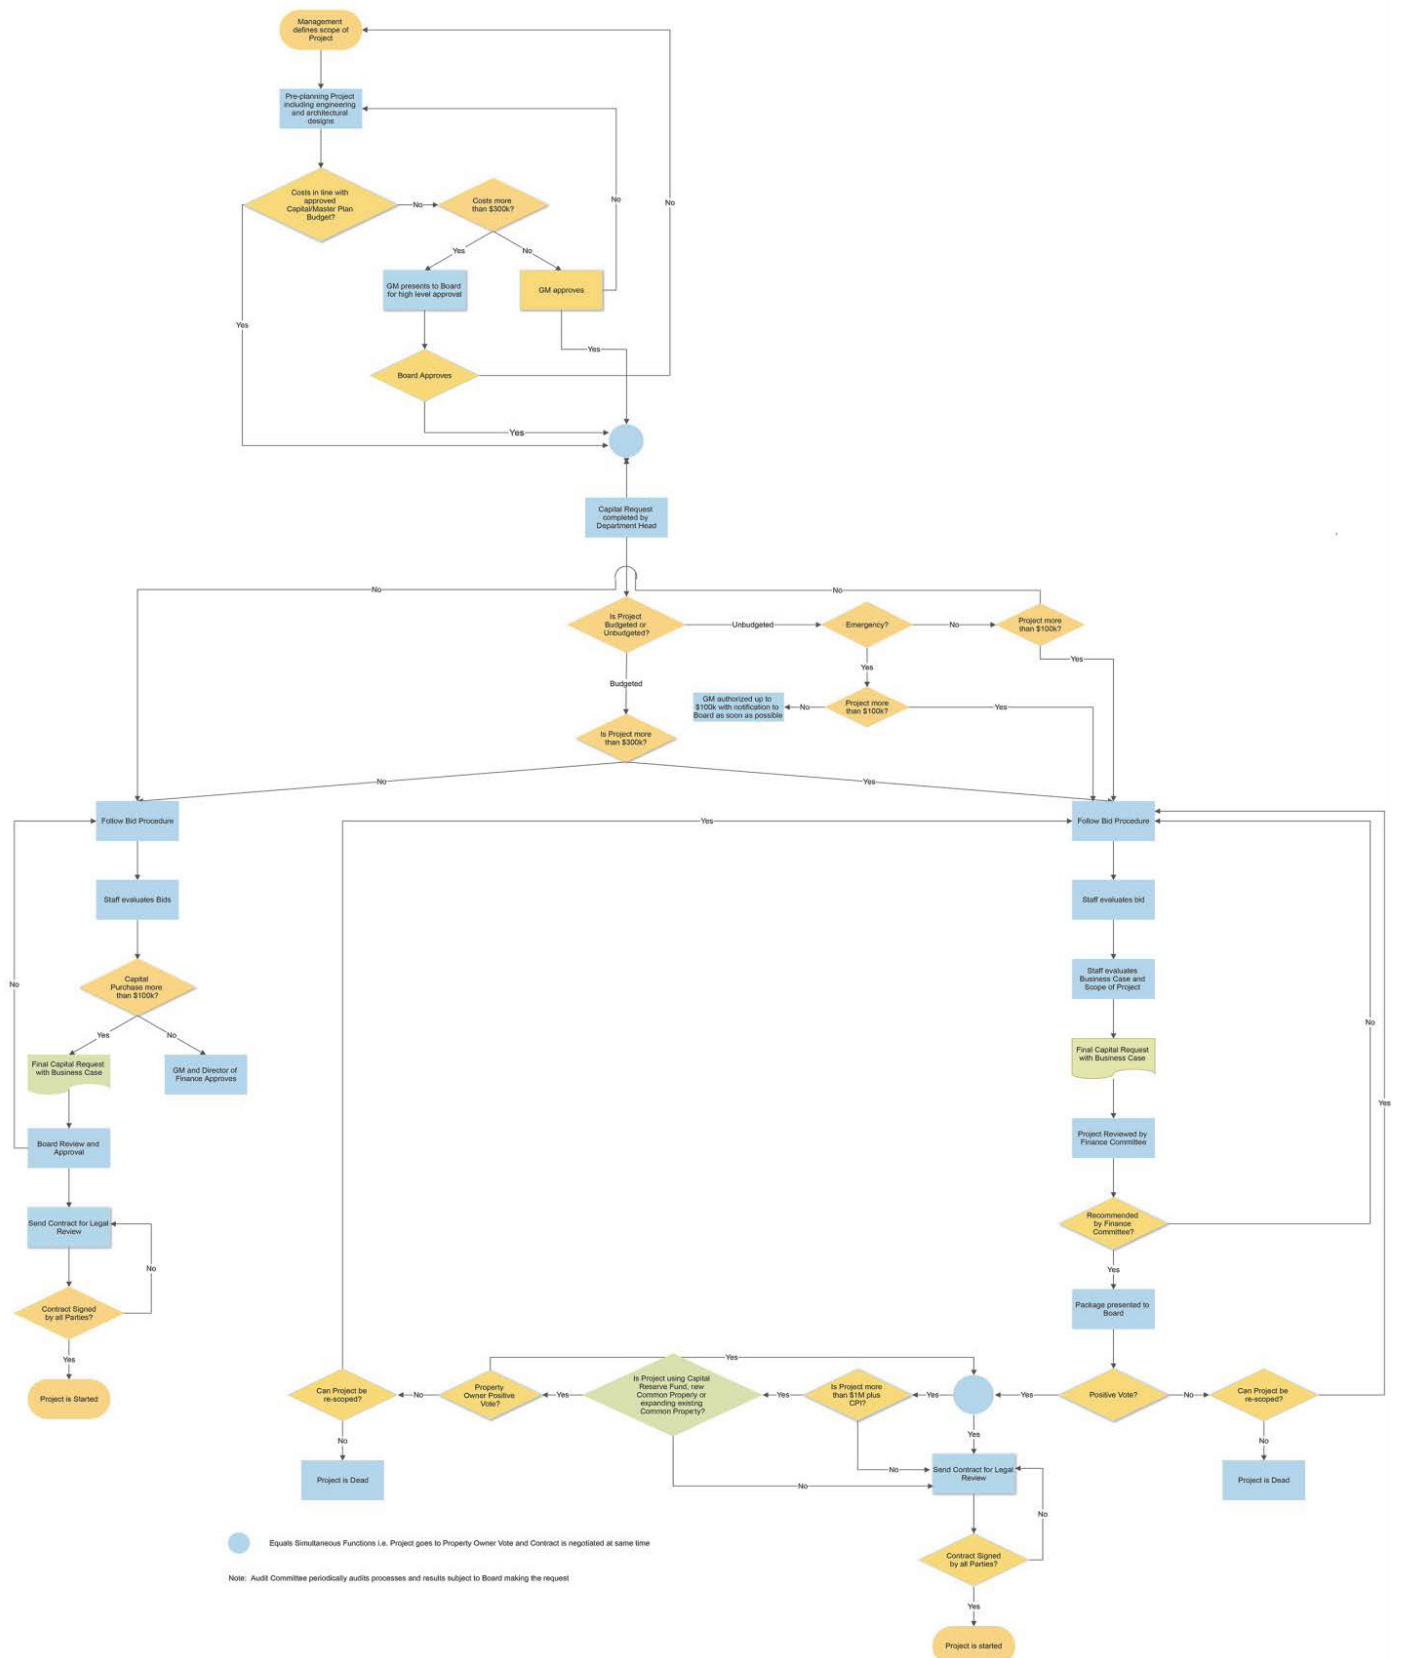 Management
defines scope of
Project
Pre-planning Project
including engineering
and architectural
designs
Costs in line with
approved
Capital/Master Plan
Budget?
No
Costs more
than $300k?
No
No
Yes
No
GM presents to Board
for high level approval
GM approves
Yes
Yes
Board Approves
Yes
Capital Request
completed by
Department Head
No
No
Is Project
Budgeted or
Unbudgeted?
Unbudgeted
Emergency?
No
Project more
than $100k?
Yes
Yes
Budgeted
GM authorized up to
$100k with notification to
Board as soon as possible
No
Project more
than $100k?
Yes
Is Project more
than $300k?
No
Yes
Follow Bid Procedure
Yes
Follow Bid Procedure
Staff evaluates Bids
Staff evaluates bid
Capital
Purchase more
than $100k?
Staff evaluates
Business Case and
Scope of Project
No
No
Yes
No
Final Capital Request
with Business Case
GM and Director of
Finance Approves
Final Capital Request
with Business Case
Yes
Board Review and
Approval
Project Reviewed by
Finance Committee
Send Contract for Legal
Review
Recommended
by Finance
Committee?
No
Yes
Contract Signed
by all Parties?
Package presented to
Board
Yes
Yes
Project is Started
Can Project be
re-scoped?
No
Property
Owner Positive
Vote?
Yes
Is Project using Capital
Reserve Fund, new
Common Property or
expanding existing
Common Property?
Yes
Is Project more
than $1M plus
CPI?
Yes
Yes
Positive Vote?
No
Can Project be
re-scoped?
No
Yes
No
Project is Dead
No
No
Send Contract for Legal
Review
Project is Dead
No
Equals Simultaneous Functions i.e. Project goes to Property Owner Vote and Contract is negotiated at same time
Contract Signed
by all Parties?
Note: Audit Committee periodically audits processes and results subject to Board making the request
Yes
Project is started